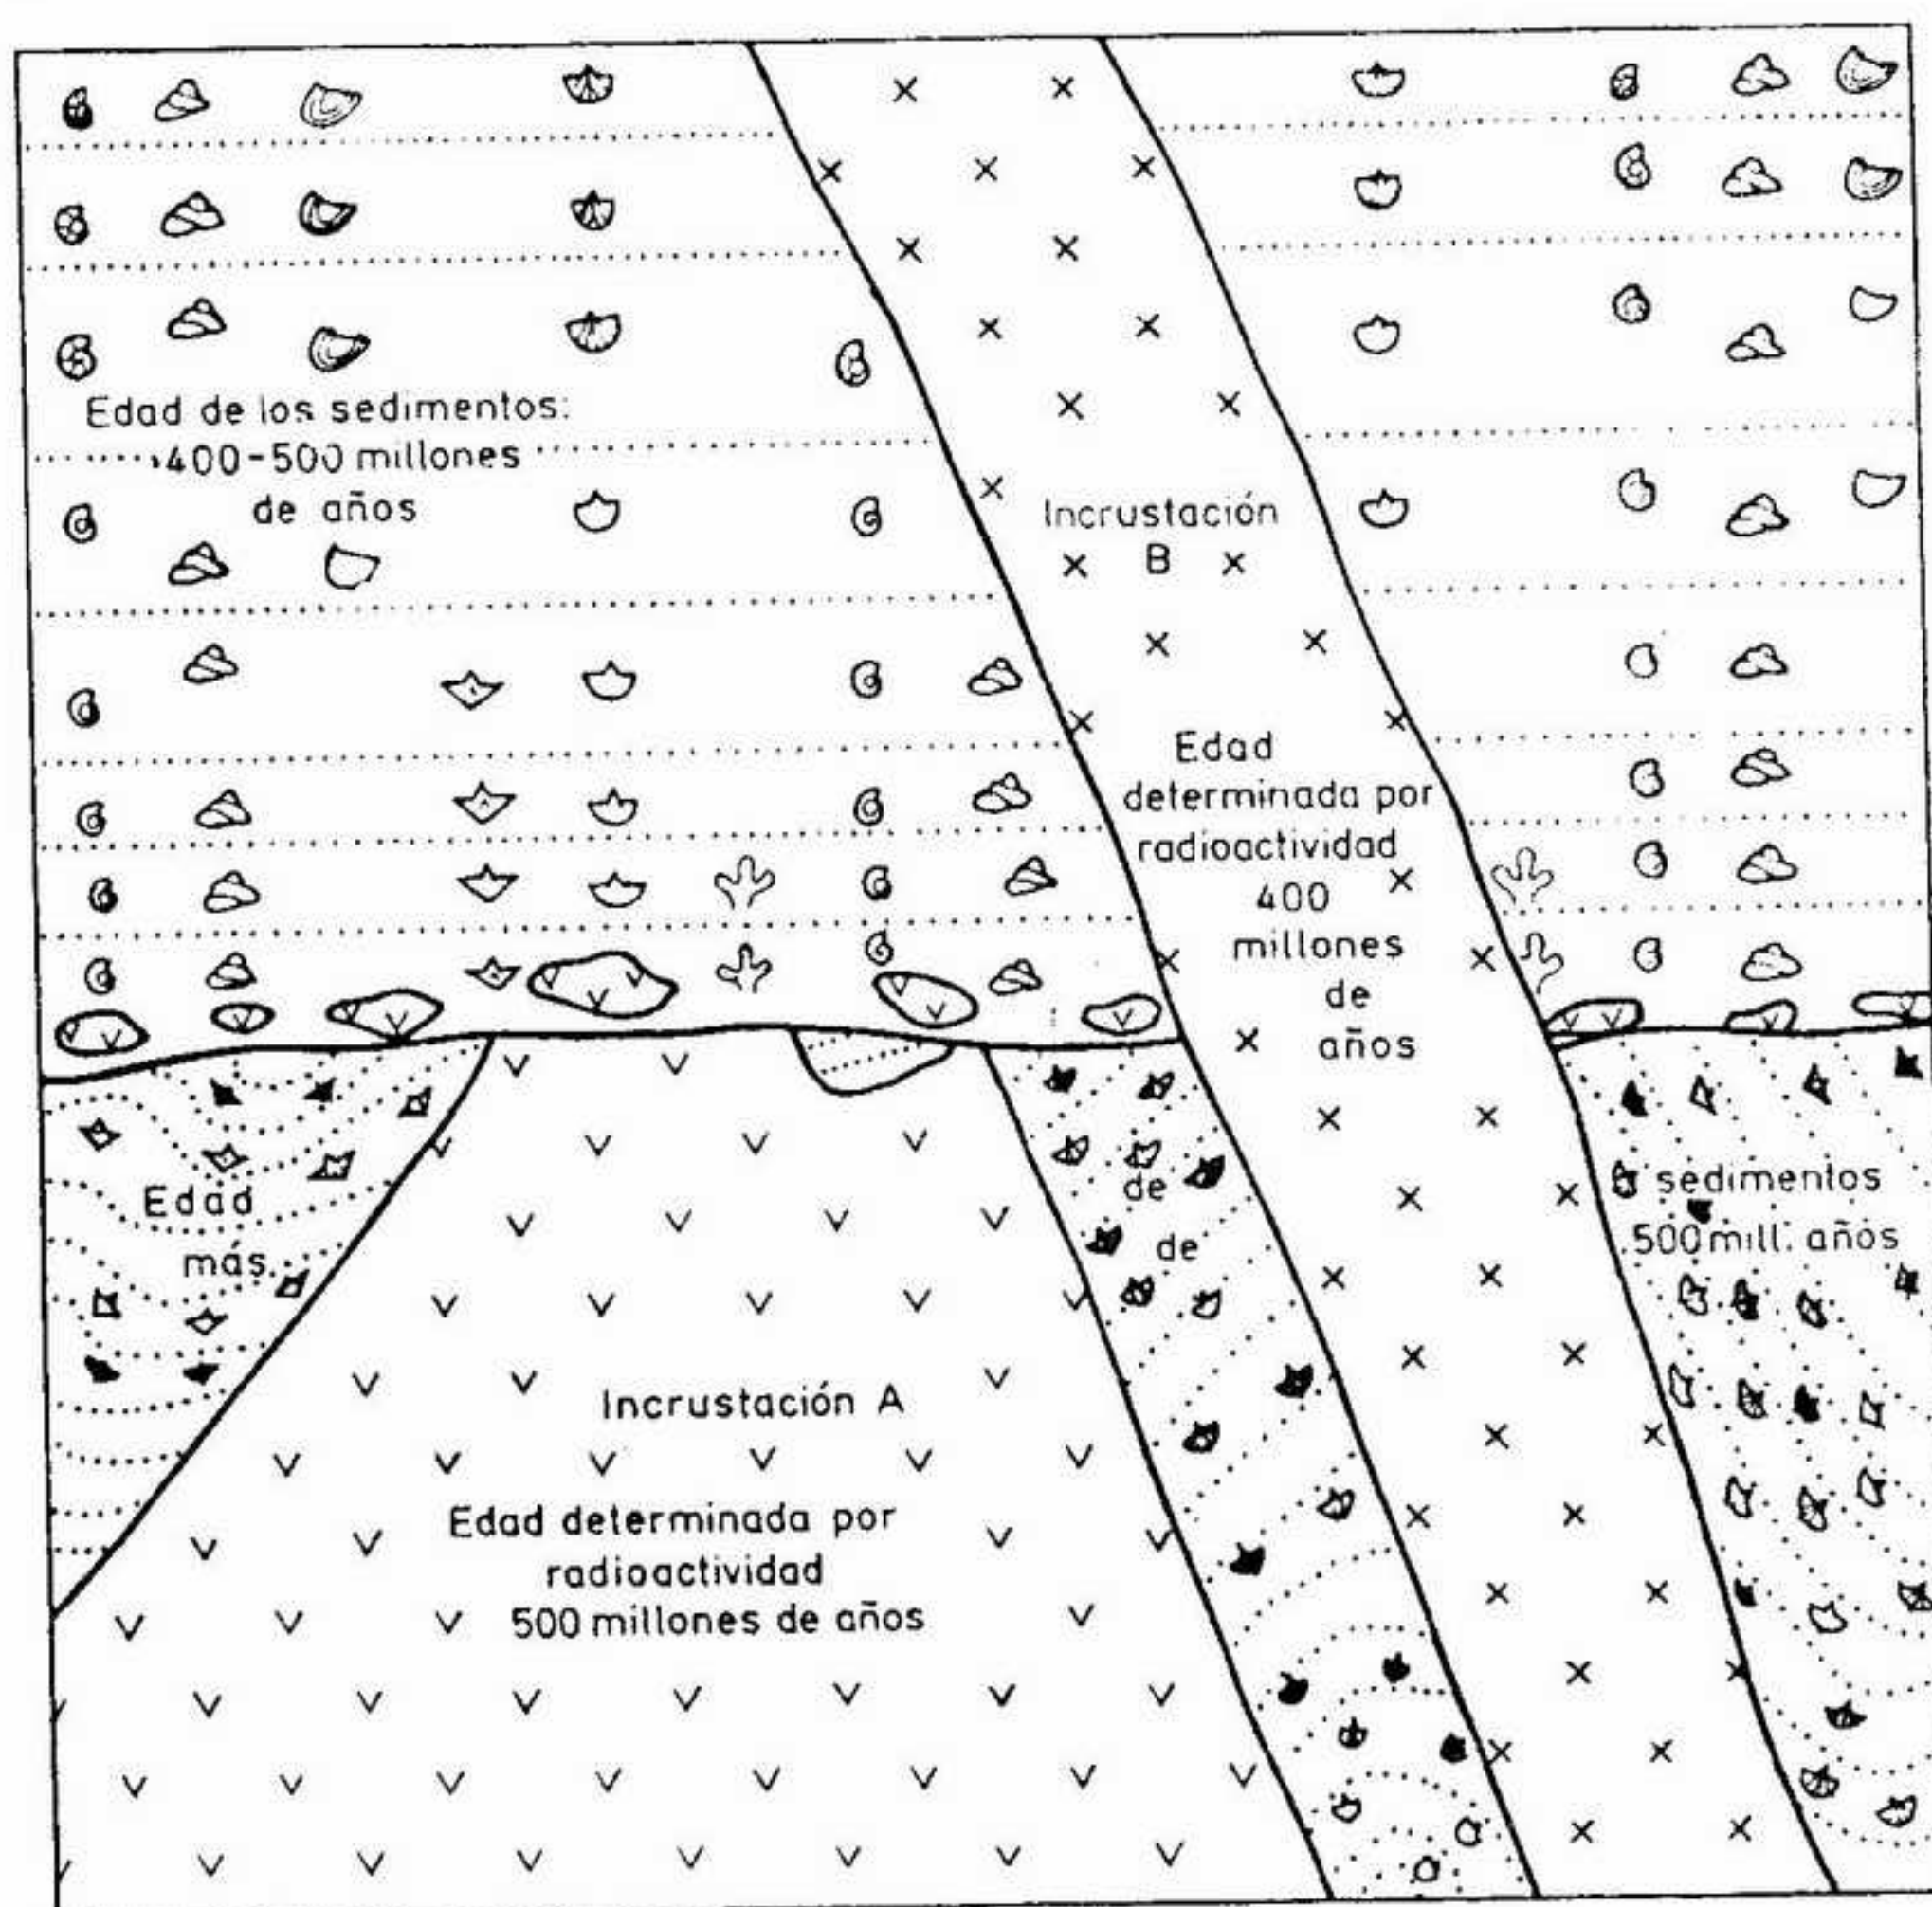 Edad de los sedimentos:
400-500 millones
de años
Incrustación
B
Edad
determinada por
radioactividad
400
millones
de
años
Edad de sedimentos
más de 500 mill. años
Incrustación A
Edad determinada por
radioactividad
500 millones de años